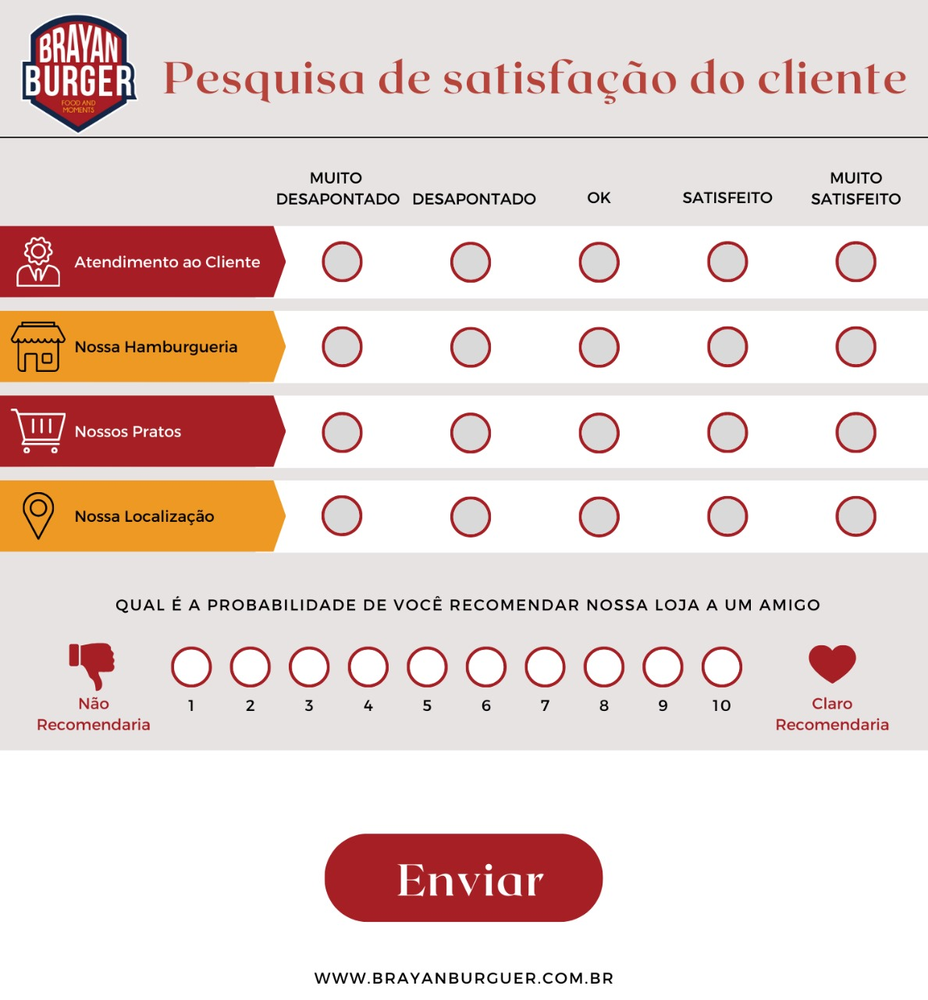 BRAYAN
BURGER
FOOD AND
MOMENTS
Pesquisa de satisfação do cliente
MUITO
DESAPONTADO
DESAPONTADO
OK
SATISFEITO
MUITO
SATISFEITO
Atendimento ao Cliente
Nossa Hamburgueria
Nossos Pratos
Nossa Localização
QUAL É A PROBABILIDADE DE VOCÊ RECOMENDAR NOSSA LOJA A UM AMIGO
Não
Recomendaria
1 2 3 4 5 6 7 8 9 10
Claro
Recomendaria
Enviar
WWW.BRAYANBURGUER.COM.BR